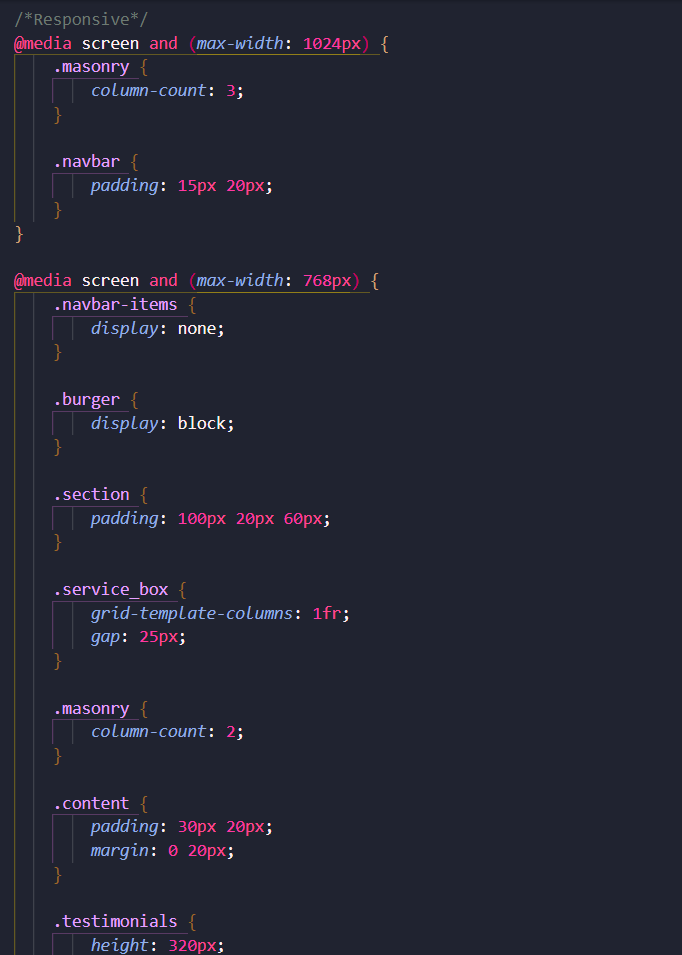 /*Responsive*/
@media screen and (max-width: 1024px) {
    .masonry {
        column-count: 3;
    }

    .navbar {
        padding: 15px 20px;
    }
}

@media screen and (max-width: 768px) {
    .navbar-items {
        display: none;
    }

    .burger {
        display: block;
    }

    .section {
        padding: 100px 20px 60px;
    }

    .service_box {
        grid-template-columns: 1fr;
        gap: 25px;
    }

    .masonry {
        column-count: 2;
    }

    .content {
        padding: 30px 20px;
        margin: 0 20px;
    }

    .testimonials {
        height: 320px;